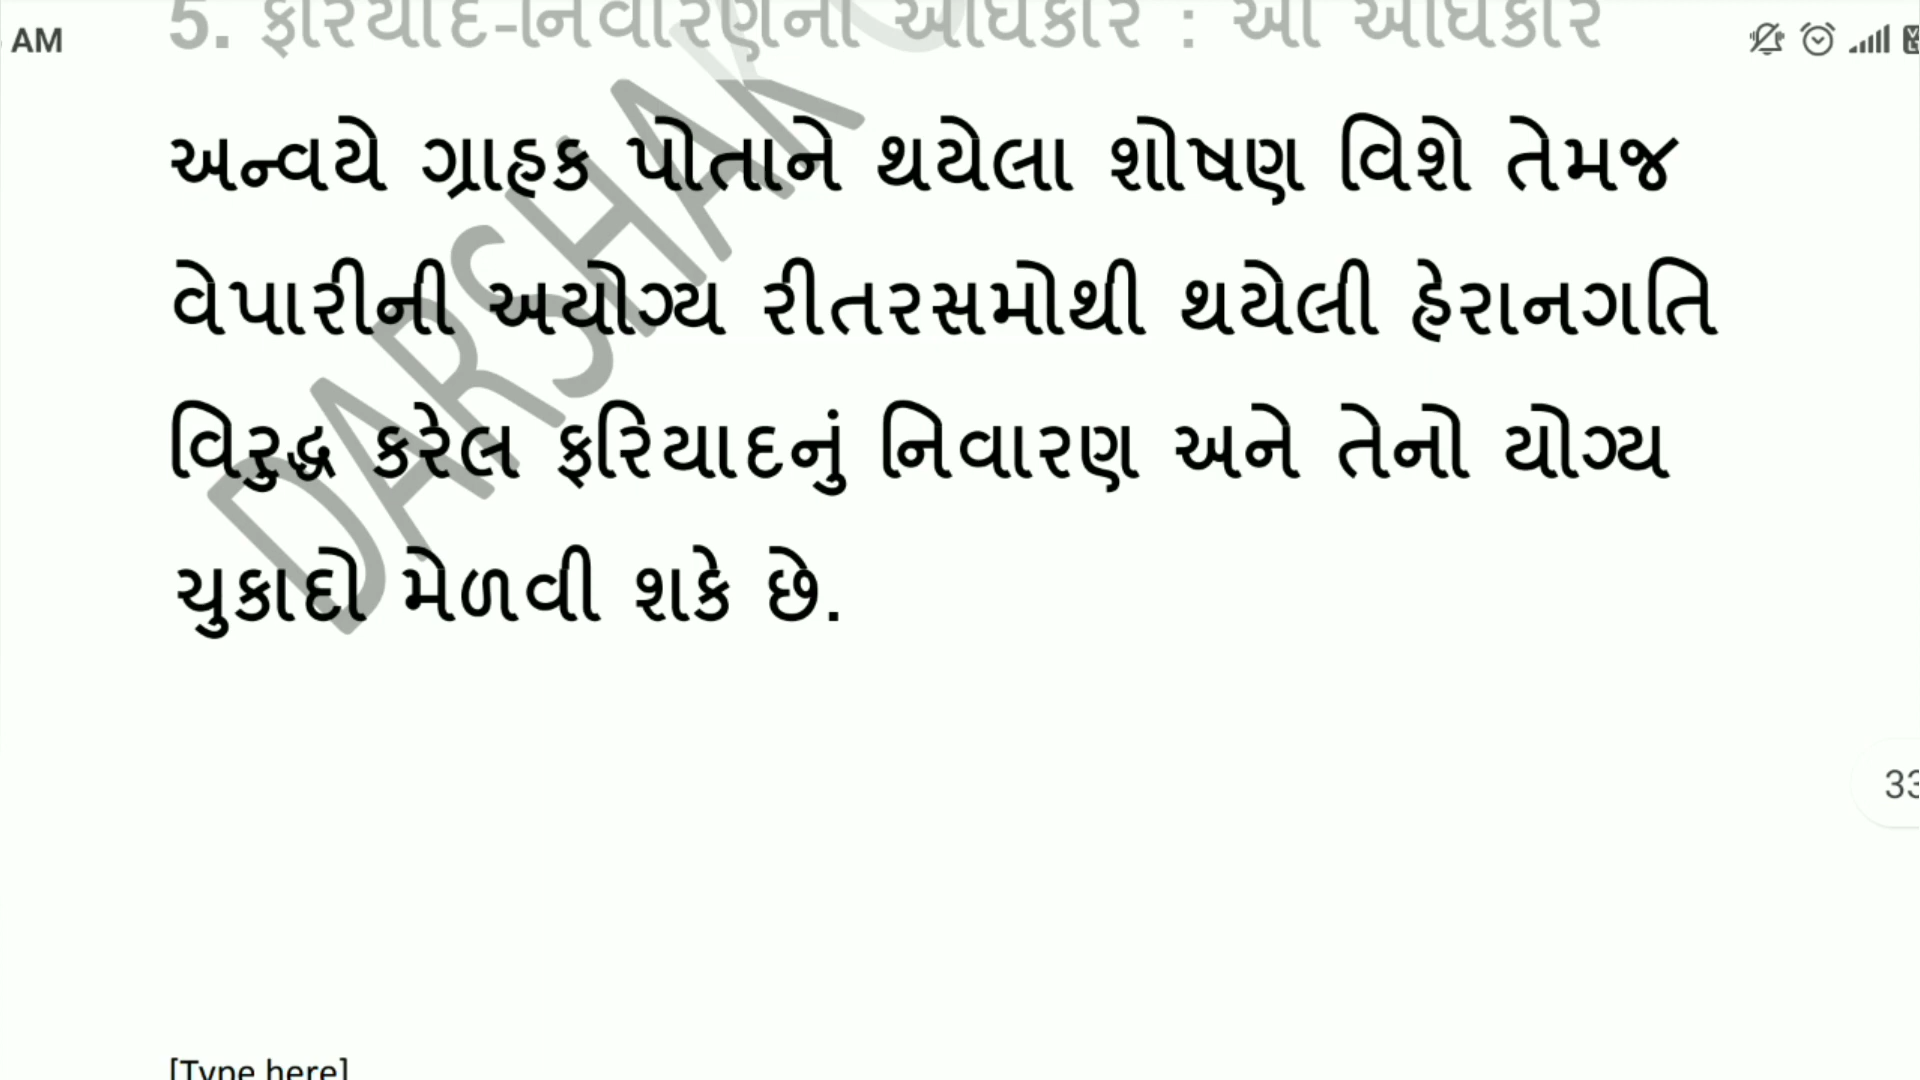 AM
5. ફરિયાદ-નિવારણનો અધિકાર : આ અધિકાર
અન્વયે ગ્રાહક પોતાને થયેલા શોષણ વિશે તેમજ
વેપારીની અયોગ્ય રીતરસમોથી થયેલી હેરાનગતિ
વિરુદ્ધ કરેલ ફરિયાદનું નિવારણ અને તેનો યોગ્ય
ચુકાદો મેળવી શકે છે.
DARSHAK
33
[Type here]